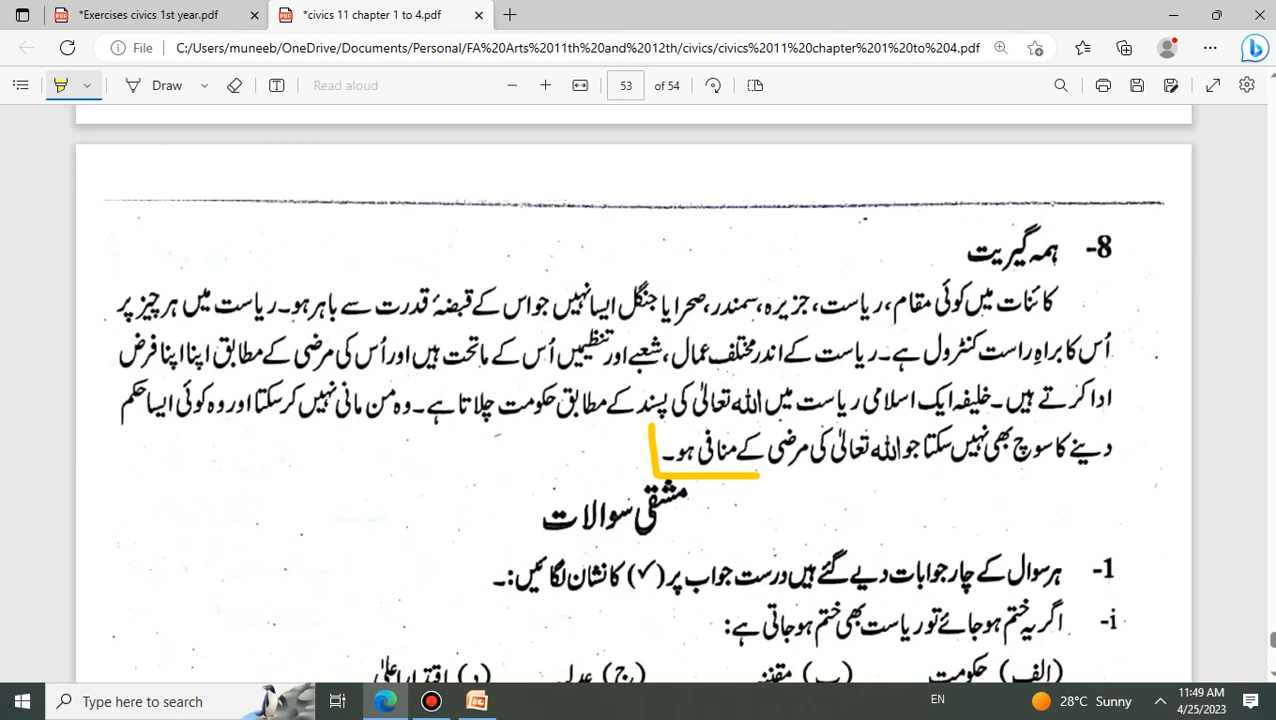 *Exercises civics 1st year.pdf
*civics 11 chapter 1 to 4.pdf
File
C:/Users/muneeb/OneDrive/Documents/Personal/FA%20Arts%2011th%20and%2012th/civics/civics%2011%20chapter%201%20to%204.pdf
Draw
Read aloud
53 of 54
8- ہمہ گیریت
کائنات میں کوئی مقام، ریاست، جزیرہ، سمندر، صحرا یا جنگل ایسا نہیں جو اس کے قبضۂ قدرت سے باہر ہو۔ ریاست میں ہر چیز پر
اُس کا براہِ راست کنٹرول ہے۔ ریاست کے اندر مختلف عمال، شعبے اور تنظیمیں اُس کے ماتحت ہیں اور اُس کی مرضی کے مطابق اپنا اپنا فرض
ادا کرتے ہیں۔ خلیفہ ایک اسلامی ریاست میں اللہ تعالیٰ کی پسند کے مطابق حکومت چلاتا ہے۔ وہ من مانی نہیں کر سکتا اور وہ کوئی ایسا حکم
دینے کا سوچ بھی نہیں سکتا جو اللہ تعالیٰ کی مرضی کے منافی ہو۔
مشقی سوالات
1- ہر سوال کے چار جوابات دیے گئے ہیں درست جواب پر (✓) کا نشان لگائیں:۔
i- اگر یہ ختم ہو جائے تو ریاست بھی ختم ہو جاتی ہے:
(الف) حکومت (ب) مقننہ (ج) عدلیہ (د) اقتدار اعلیٰ
Type here to search
EN
28°C Sunny
11:49 AM
4/25/2023